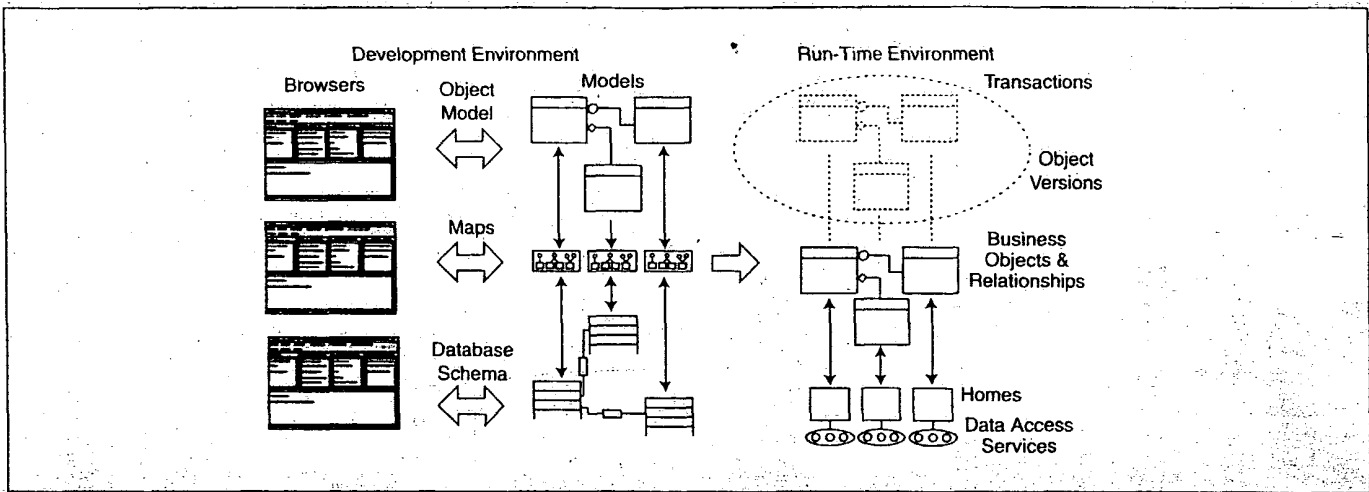 Development Environment
Run-Time Environment
Browsers
Object
Model
Models
Transactions
Object
Versions
Maps
Business
Objects &
Relationships
Database
Schema
Homes
Data Access
Services